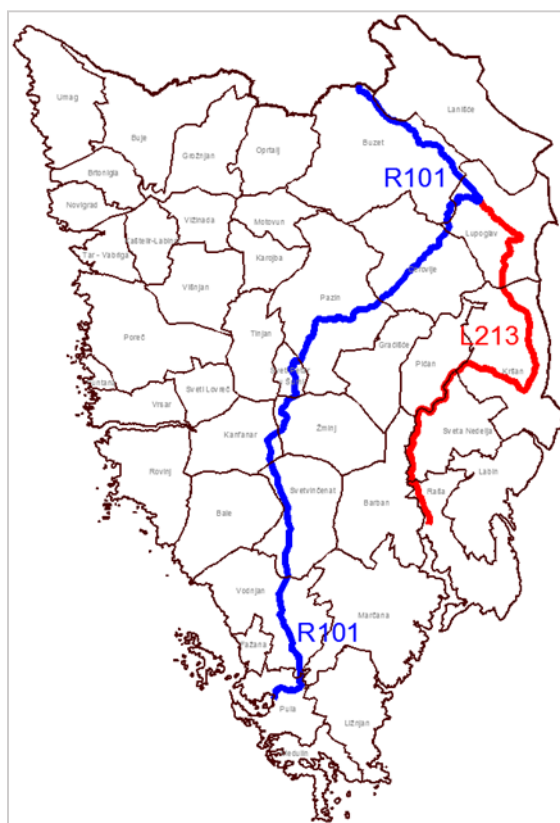 Umag
Lanišće
Buje
Grožnjan
Oprtalj
Buzet
Brtonigla
R101
Novigrad
Vižinada
Motovun
Lupoglav
Kaštelir-Labinci
Tar - Vabriga
Karojba
Cerovlje
Višnjan
Pazin
Poreč
Tinjan
Gračišće
Pićan
L213
Kršan
Sveti Lovreč
Vrsar
Kanfanar
Žminj
Sveta Nedelja
Rovinj
Labin
Svetvinčenat
Barban
Raša
Bale
Vodnjan
Marčana
R101
Fažana
Pula
Ližnjan
Medulin